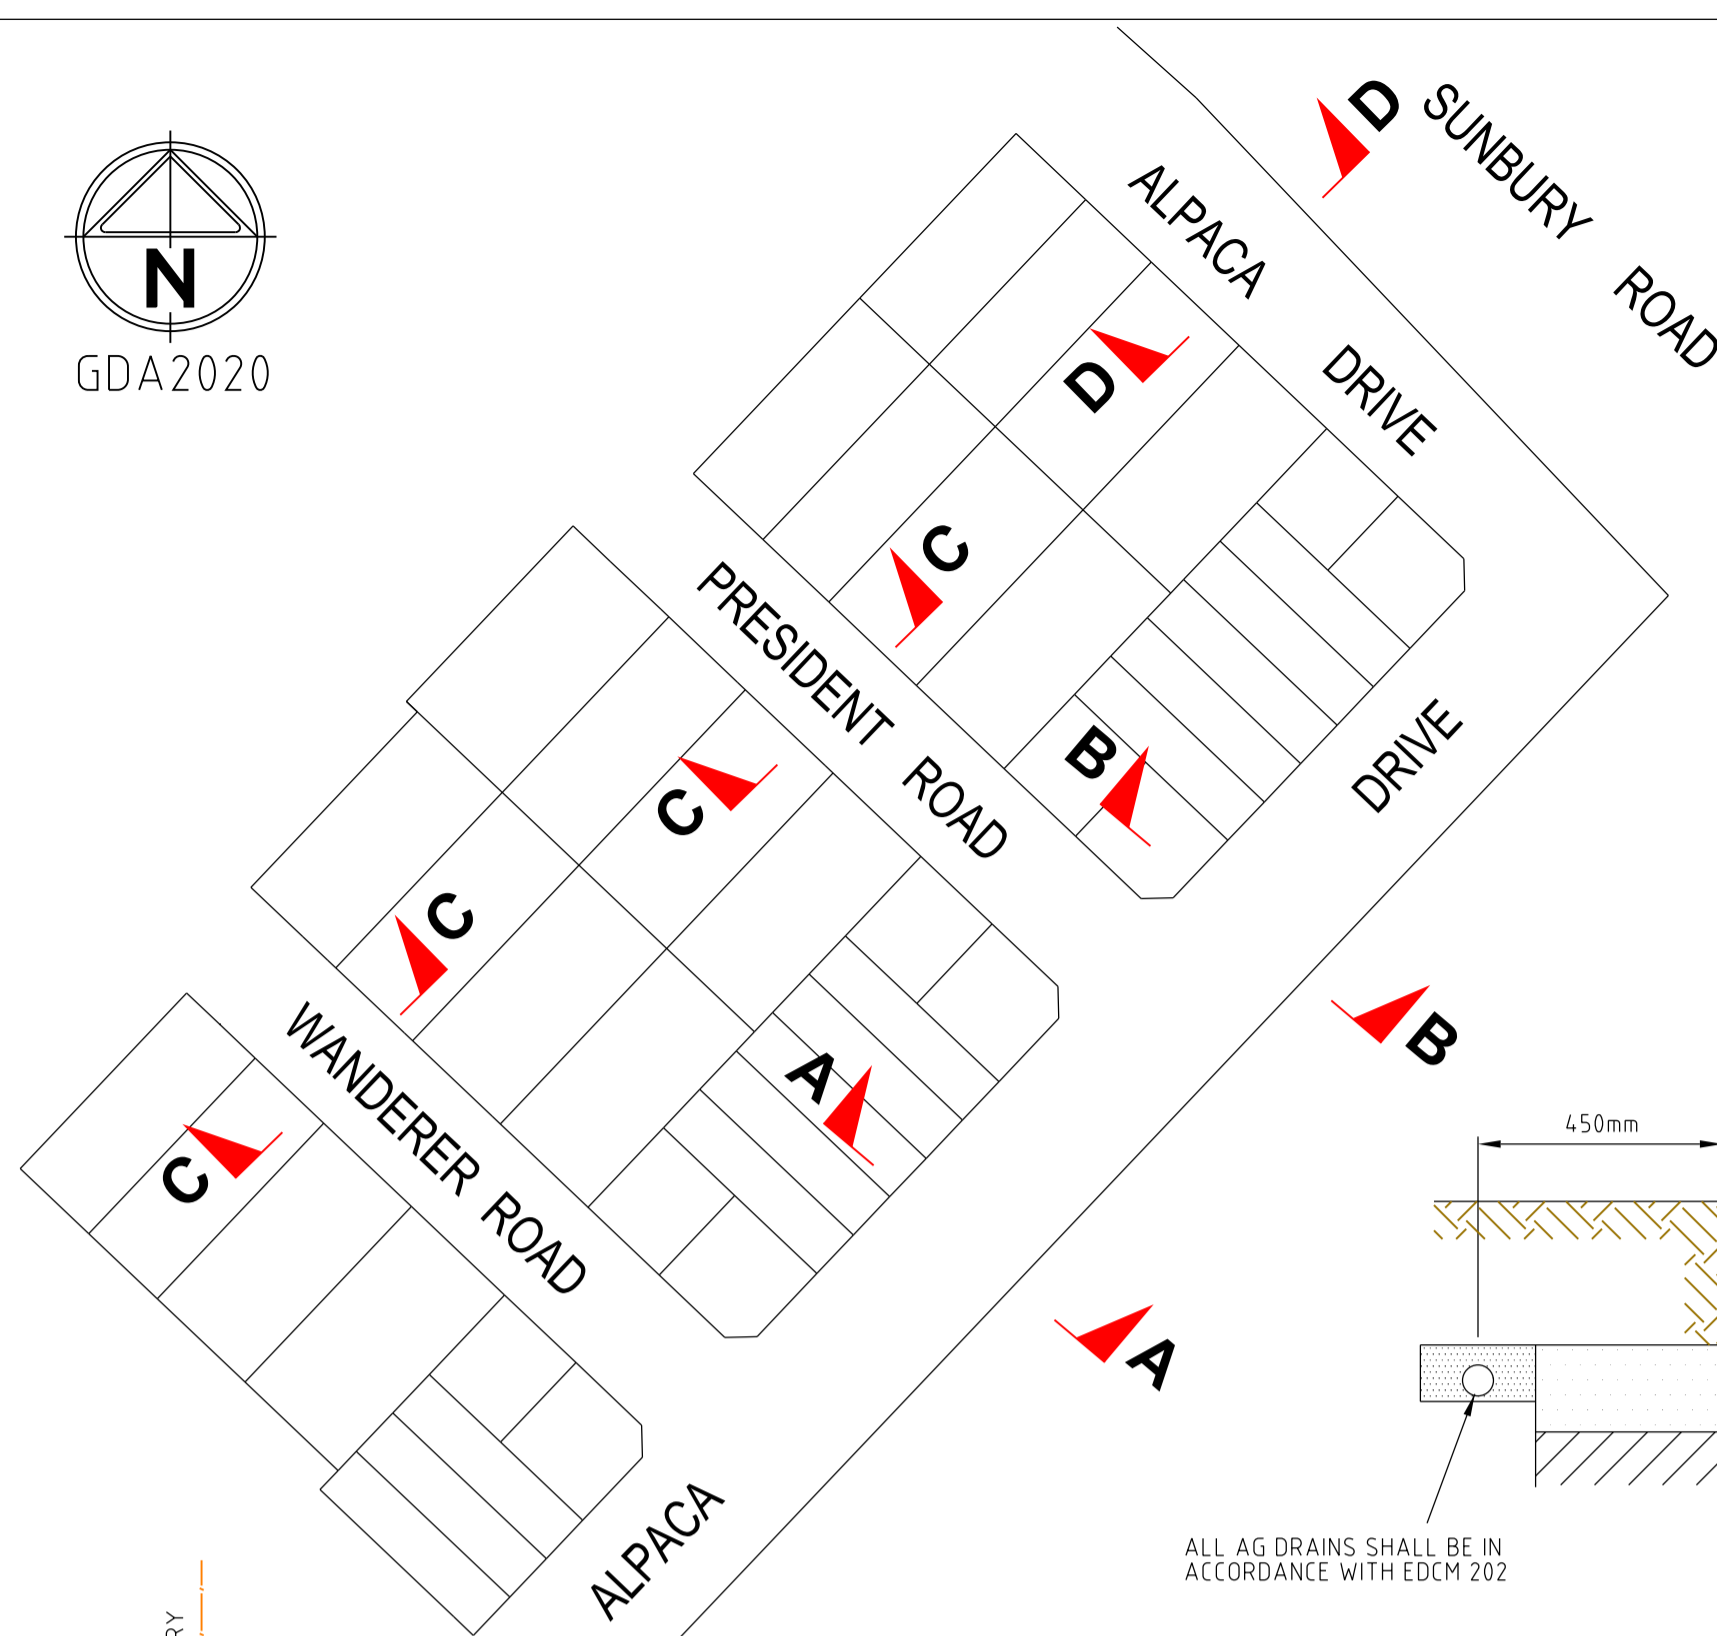 D
SUNBURY
ROAD
ALPACA
DRIVE
N
GDA2020
D
C
PRESIDENT ROAD
B
DRIVE
C
C
WANDERER ROAD
A
B
C
450mm
A
ALPACA
ALL AG DRAINS SHALL BE IN
ACCORDANCE WITH EDCM 202